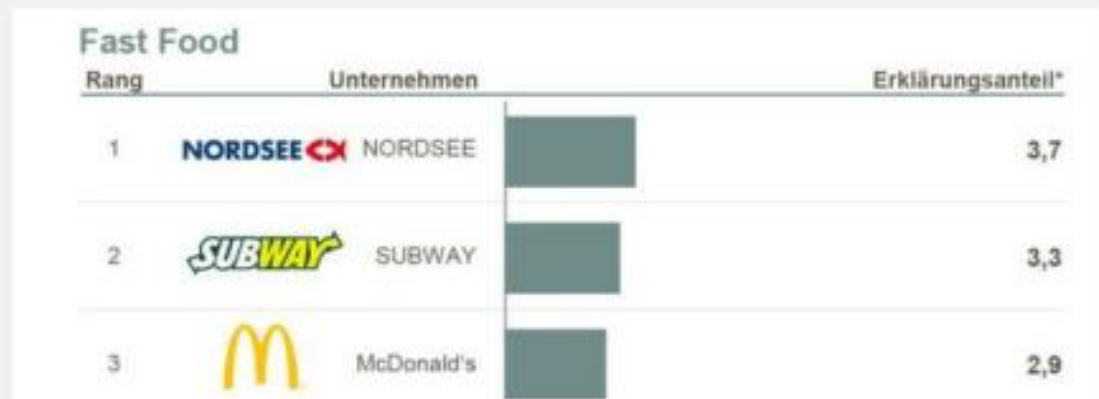 Fast Food
Rang Unternehmen Erklärungsanteil*
1 NORDSEE NORDSEE 3,7
2 SUBWAY SUBWAY 3,3
3 McDonald's 2,9